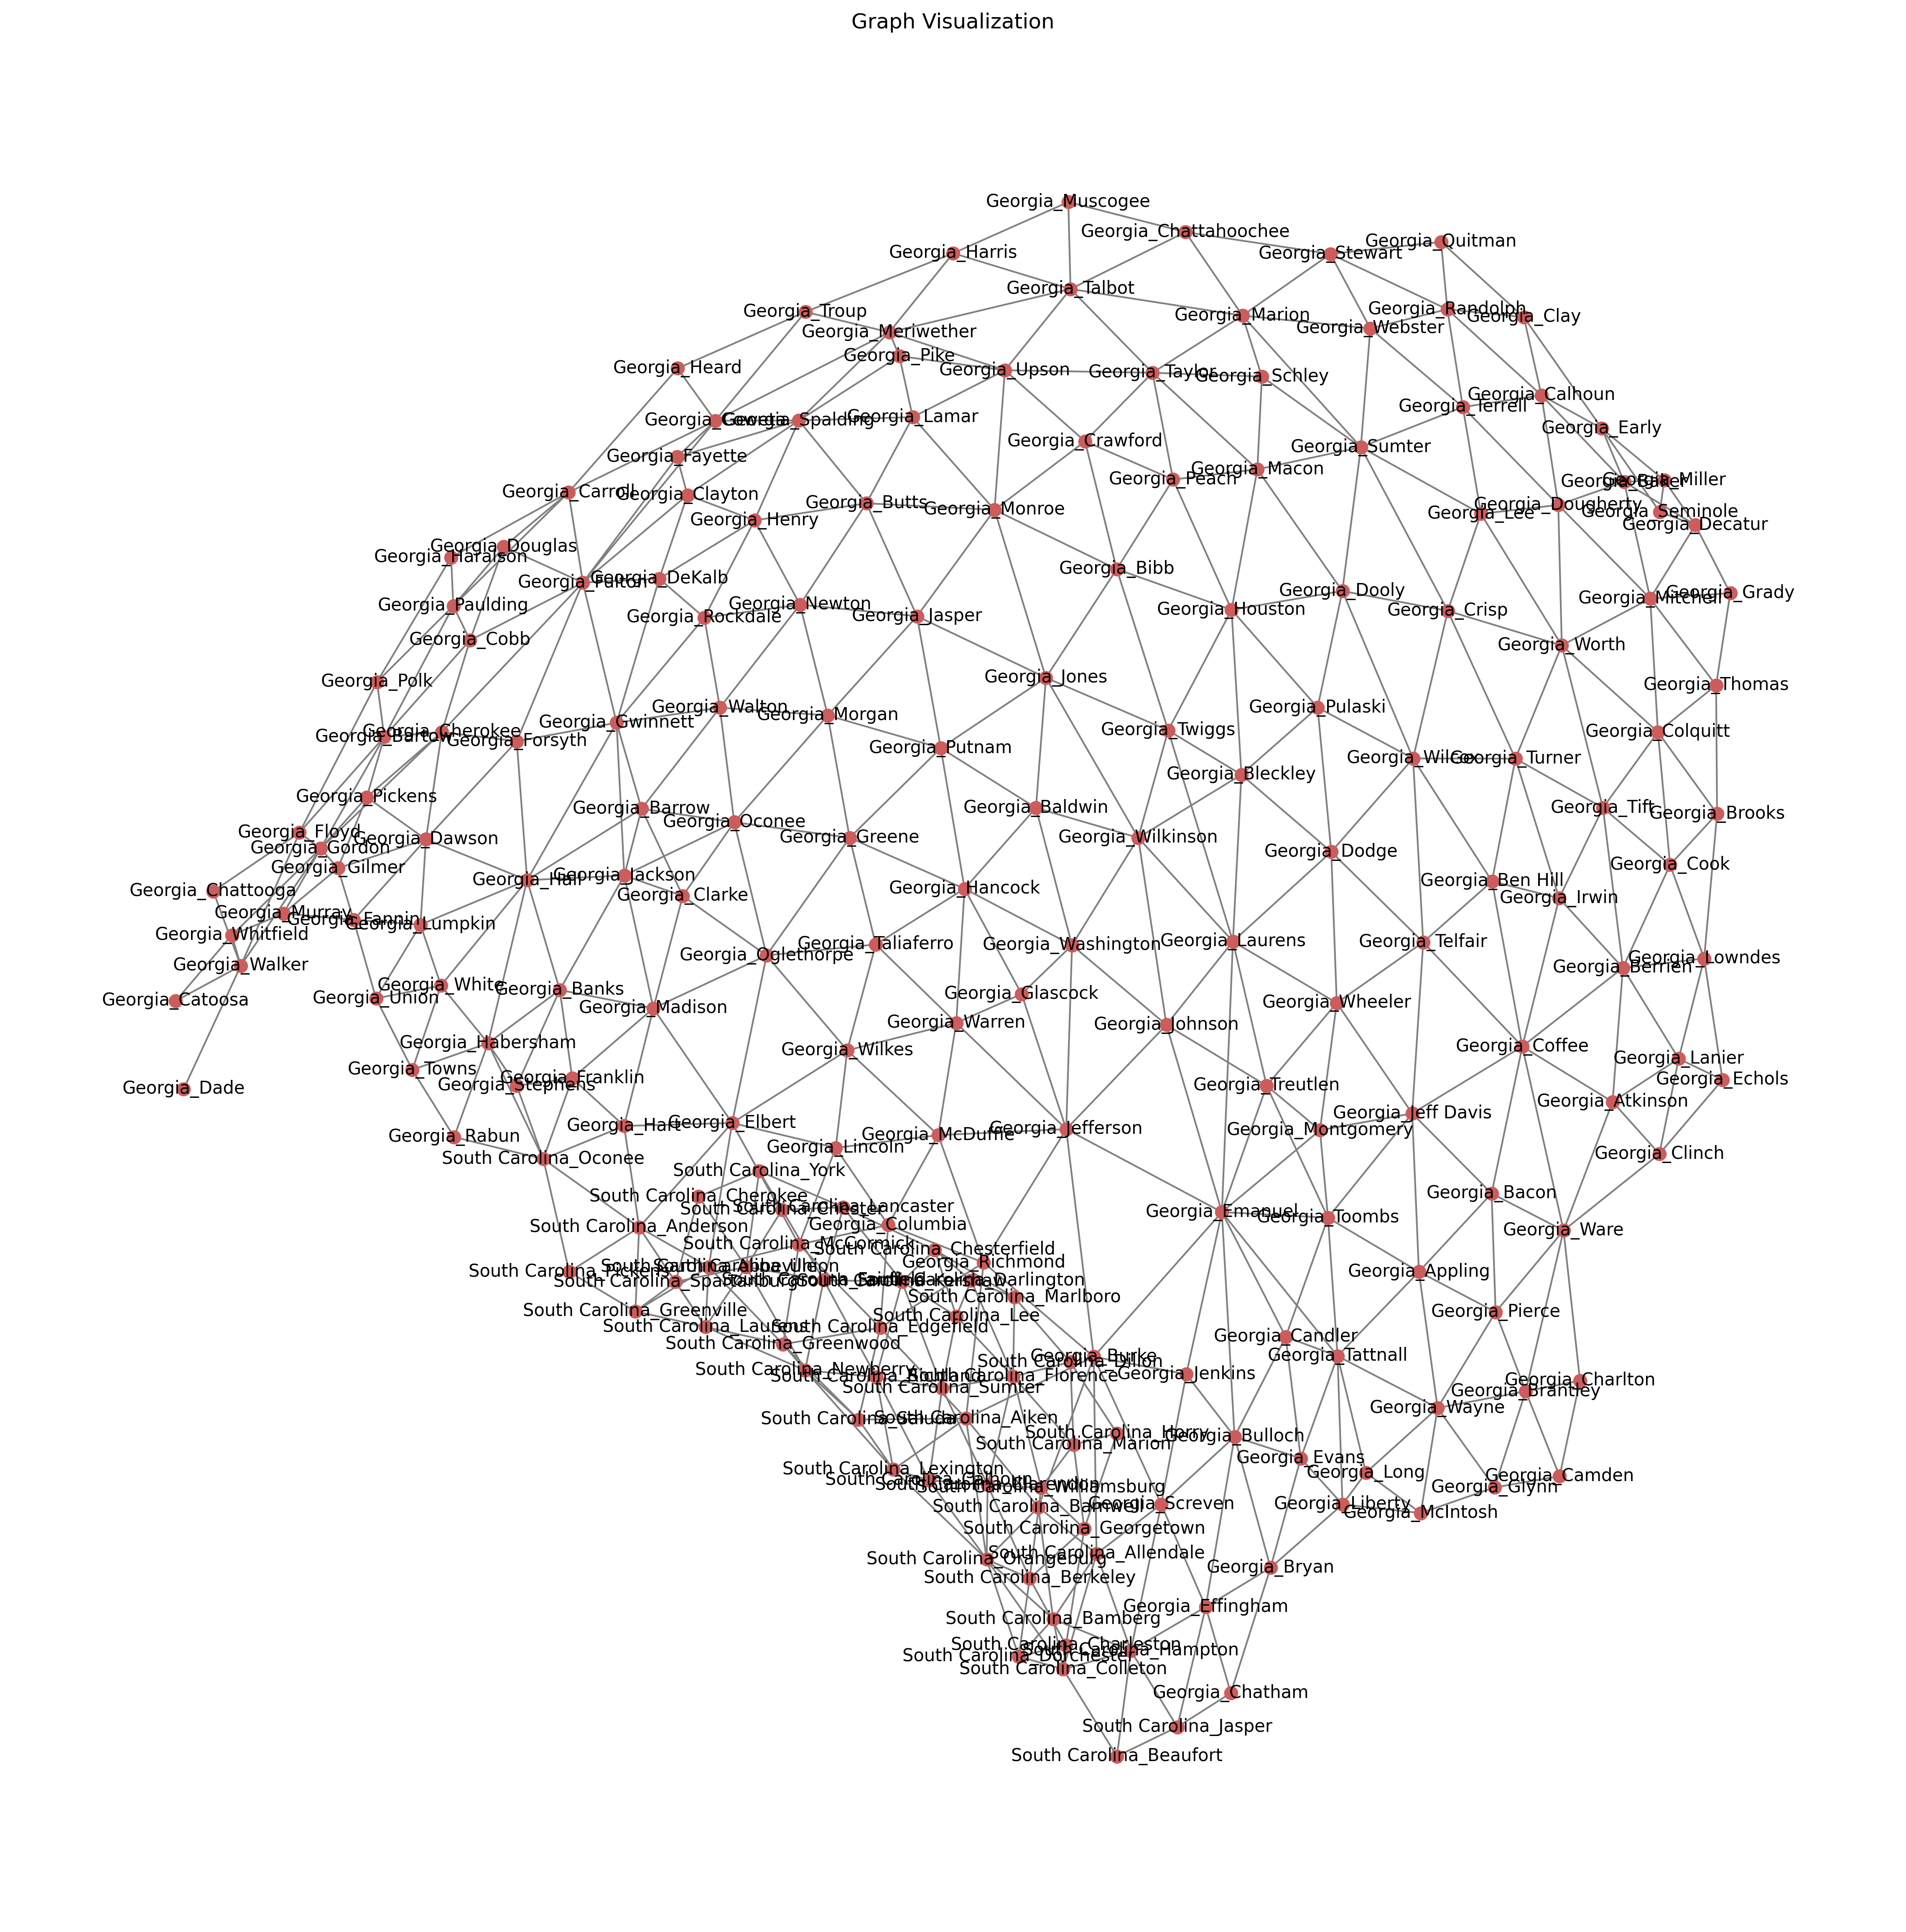 Graph Visualization
Georgia_Muscogee
Georgia_Chattahoochee
Georgia_Quitman
Georgia_Harris
Georgia_Stewart
Georgia_Talbot
Georgia_Troup
Georgia_Randolph
Georgia_Marion
Georgia_Clay
Georgia_Meriwether
Georgia_Webster
Georgia_Pike
Georgia_Heard
Georgia_Upson
Georgia_Taylor
Georgia_Schley
Georgia_Calhoun
Georgia_Terrell
Georgia_Coweta
Georgia_Spalding
Georgia_Lamar
Georgia_Early
Georgia_Crawford
Georgia_Sumter
Georgia_Fayette
Georgia_Macon
Georgia_Peach
Georgia_Baker
Georgia_Miller
Georgia_Carroll
Georgia_Clayton
Georgia_Butts
Georgia_Monroe
Georgia_Dougherty
Georgia_Lee
Georgia_Seminole
Georgia_Henry
Georgia_Decatur
Georgia_Douglas
Georgia_Haralson
Georgia_Bibb
Georgia_Fulton
Georgia_DeKalb
Georgia_Dooly
Georgia_Mitchell
Georgia_Grady
Georgia_Paulding
Georgia_Newton
Georgia_Houston
Georgia_Crisp
Georgia_Rockdale
Georgia_Jasper
Georgia_Cobb
Georgia_Worth
Georgia_Polk
Georgia_Jones
Georgia_Thomas
Georgia_Walton
Georgia_Morgan
Georgia_Pulaski
Georgia_Gwinnett
Georgia_Cherokee
Georgia_Bartow
Georgia_Forsyth
Georgia_Twiggs
Georgia_Colquitt
Georgia_Putnam
Georgia_Wilcox
Georgia_Turner
Georgia_Bleckley
Georgia_Pickens
Georgia_Barrow
Georgia_Baldwin
Georgia_Tift
Georgia_Brooks
Georgia_Oconee
Georgia_Floyd
Georgia_Dawson
Georgia_Greene
Georgia_Wilkinson
Georgia_Gordon
Georgia_Dodge
Georgia_Gilmer
Georgia_Cook
Georgia_Hall
Georgia_Jackson
Georgia_Ben Hill
Georgia_Chattooga
Georgia_Clarke
Georgia_Hancock
Georgia_Irwin
Georgia_Murray
Georgia_Fannin
Georgia_Lumpkin
Georgia_Whitfield
Georgia_Taliaferro
Georgia_Washington
Georgia_Laurens
Georgia_Telfair
Georgia_Oglethorpe
Georgia_Walker
Georgia_Berrien
Georgia_Lowndes
Georgia_White
Georgia_Banks
Georgia_Catoosa
Georgia_Union
Georgia_Madison
Georgia_Glascock
Georgia_Wheeler
Georgia_Warren
Georgia_Johnson
Georgia_Habersham
Georgia_Wilkes
Georgia_Coffee
Georgia_Lanier
Georgia_Towns
Georgia_Franklin
Georgia_Stephens
Georgia_Echols
Georgia_Dade
Georgia_Treutlen
Georgia_Atkinson
Georgia_Jeff Davis
Georgia_Hart
Georgia_Elbert
Georgia_Rabun
Georgia_McDuffie
Georgia_Jefferson
Georgia_Montgomery
Georgia_Lincoln
Georgia_Clinch
South Carolina_Oconee
South Carolina_York
South Carolina_Cherokee
Georgia_Bacon
South Carolina_Chester
South Carolina_Lancaster
Georgia_Emanuel
Georgia_Toombs
South Carolina_Anderson
Georgia_Columbia
Georgia_Ware
South Carolina_McCormick
South Carolina_Chesterfield
Georgia_Richmond
South Carolina_Pickens
South Carolina_Abbeville
South Carolina_Union
Georgia_Appling
South Carolina_Spartanburg
South Carolina_Fairfield
South Carolina_Kershaw
South Carolina_Darlington
South Carolina_Marlboro
South Carolina_Greenville
Georgia_Pierce
South Carolina_Lee
South Carolina_Laurens
South Carolina_Edgefield
South Carolina_Greenwood
Georgia_Candler
Georgia_Burke
South Carolina_Dillon
Georgia_Tattnall
South Carolina_Newberry
South Carolina_Richland
South Carolina_Florence
Georgia_Jenkins
South Carolina_Sumter
Georgia_Charlton
Georgia_Brantley
Georgia_Wayne
South Carolina_Saluda
South Carolina_Aiken
South Carolina_Horry
South Carolina_Marion
Georgia_Bulloch
Georgia_Evans
South Carolina_Lexington
Georgia_Long
South Carolina_Calhoun
South Carolina_Clarendon
South Carolina_Williamsburg
Georgia_Camden
Georgia_Glynn
South Carolina_Barnwell
Georgia_Screven
Georgia_Liberty
Georgia_McIntosh
South Carolina_Georgetown
South Carolina_Allendale
South Carolina_Orangeburg
Georgia_Bryan
South Carolina_Berkeley
Georgia_Effingham
South Carolina_Bamberg
South Carolina_Charleston
South Carolina_Hampton
South Carolina_Dorchester
South Carolina_Colleton
Georgia_Chatham
South Carolina_Jasper
South Carolina_Beaufort